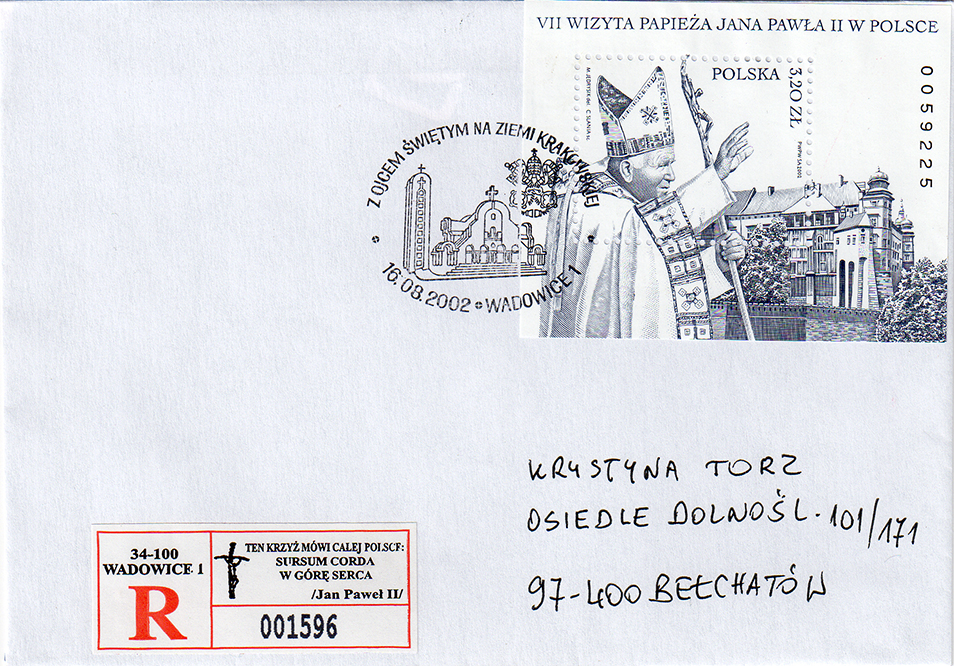 VII WIZYTA PAPIEŻA JANA PAWŁA II W POLSCE
POLSKA
3,20 ZŁ
0059225
Z OJCEM ŚWIĘTYM NA ZIEMI KRAKOWSKIEJ
16.08.2002 WADOWICE 1
KRYSTYNA TORZ
OSIEDLE DOLNOŚL. 101/171
97-400 BEŁCHATÓW
34-100
WADOWICE 1
R
TEN KRZYŻ MÓWI CALEJ POLSCF:
SURSUM CORDA
W GÓRĘ SERCA
/Jan Paweł II/
001596